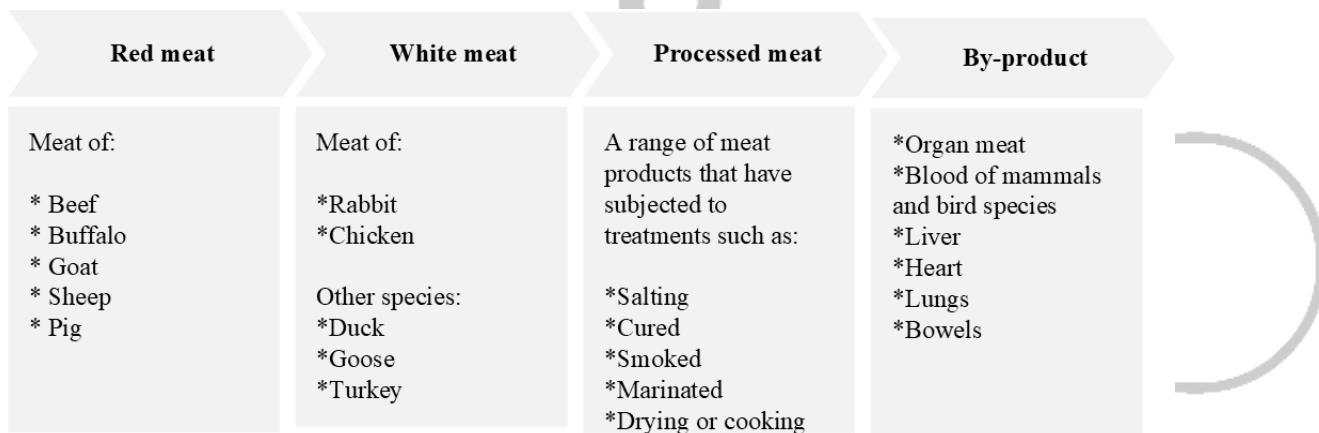 Red meat
White meat
Processed meat
By-product
Meat of:
* Beef
* Buffalo
* Goat
* Sheep
* Pig
Meat of:
*Rabbit
*Chicken
Other species:
*Duck
*Goose
*Turkey
A range of meat
products that have
subjected to
treatments such as:
*Salting
*Cured
*Smoked
*Marinated
*Drying or cooking
*Organ meat
*Blood of mammals
and bird species
*Liver
*Heart
*Lungs
*Bowels